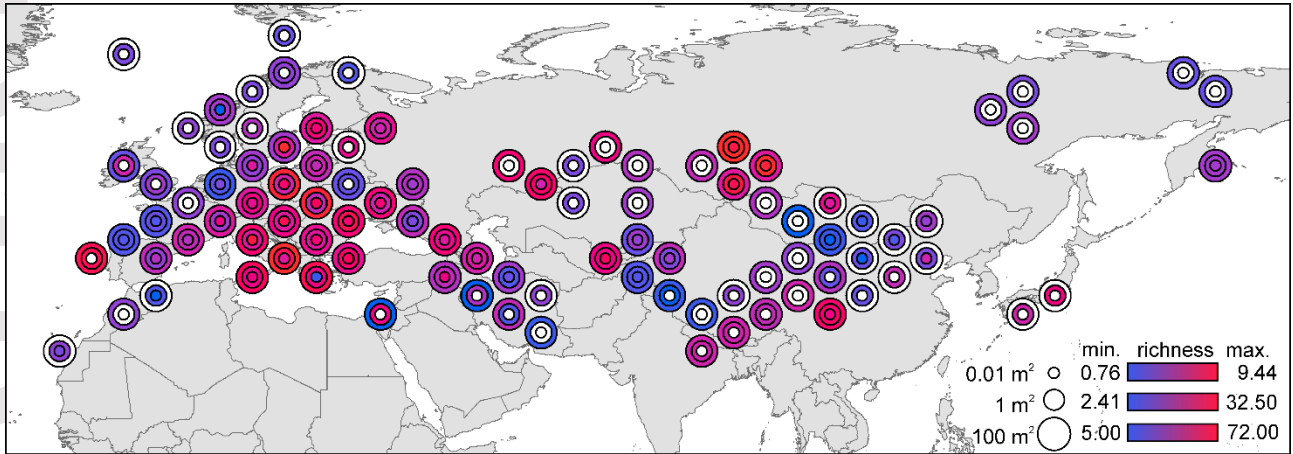 min. richness max.
0.01 m² 0.76 9.44
1 m² 2.41 32.50
100 m² 5.00 72.00